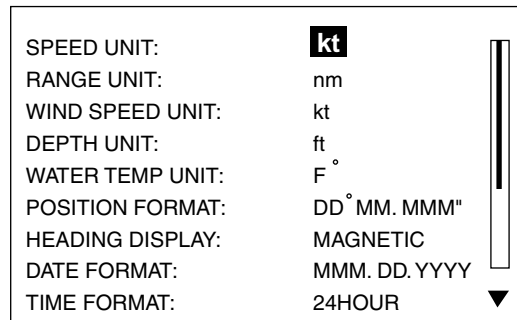 SPEED UNIT: kt
RANGE UNIT: nm
WIND SPEED UNIT: kt
DEPTH UNIT: ft
WATER TEMP UNIT: F °
POSITION FORMAT: DD°MM. MMM"
HEADING DISPLAY: MAGNETIC
DATE FORMAT: MMM. DD. YYYY
TIME FORMAT: 24HOUR